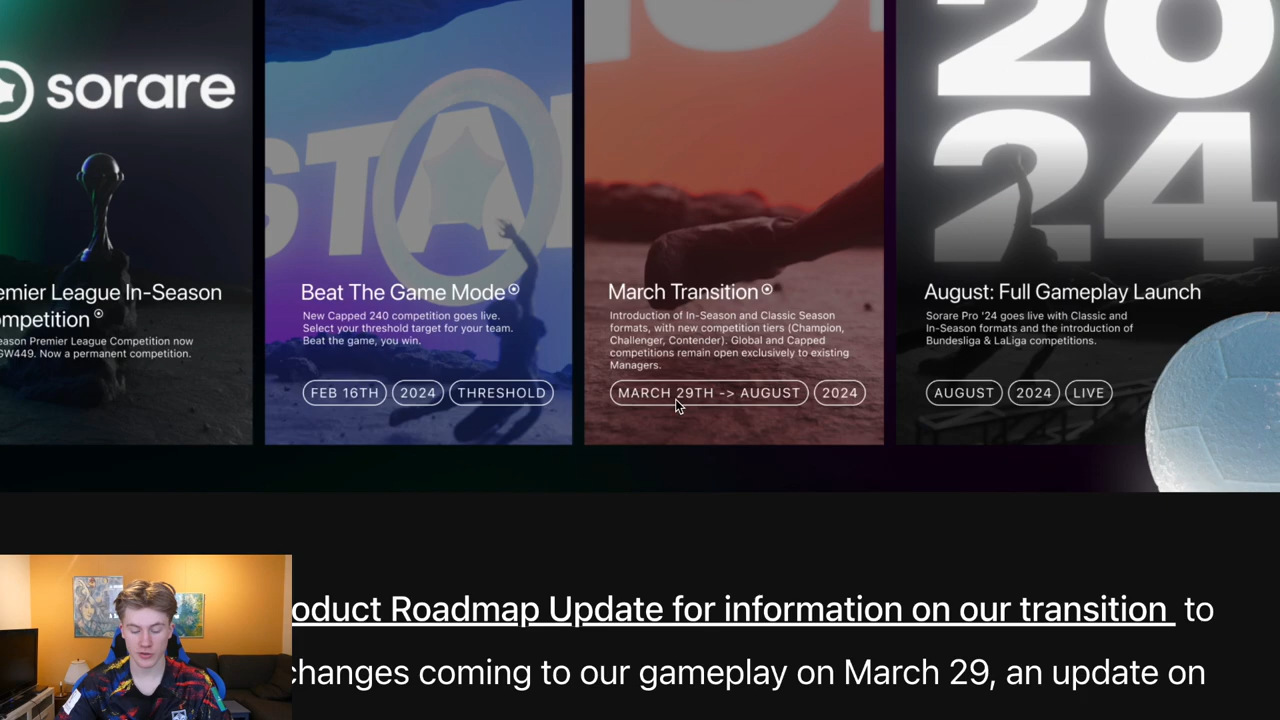 sorare
STA
20
24
emier League In-Season
ompetition
eason Premier League Competition now
GW449. Now a permanent competition.
Beat The Game Mode
New Capped 240 competition goes live.
Select your threshold target for your team.
Beat the game, you win.
FEB 16TH
2024
THRESHOLD
March Transition
Introduction of In-Season and Classic Season
formats, with new competition tiers (Champion,
Challenger, Contender). Global and Capped
competitions remain open exclusively to existing
Managers.
MARCH 29TH -> AUGUST
2024
August: Full Gameplay Launch
Sorare Pro '24 goes live with Classic and
In-Season formats and the introduction of
Bundesliga & LaLiga competitions.
AUGUST
2024
LIVE
oduct Roadmap Update for information on our transition to
changes coming to our gameplay on March 29, an update on